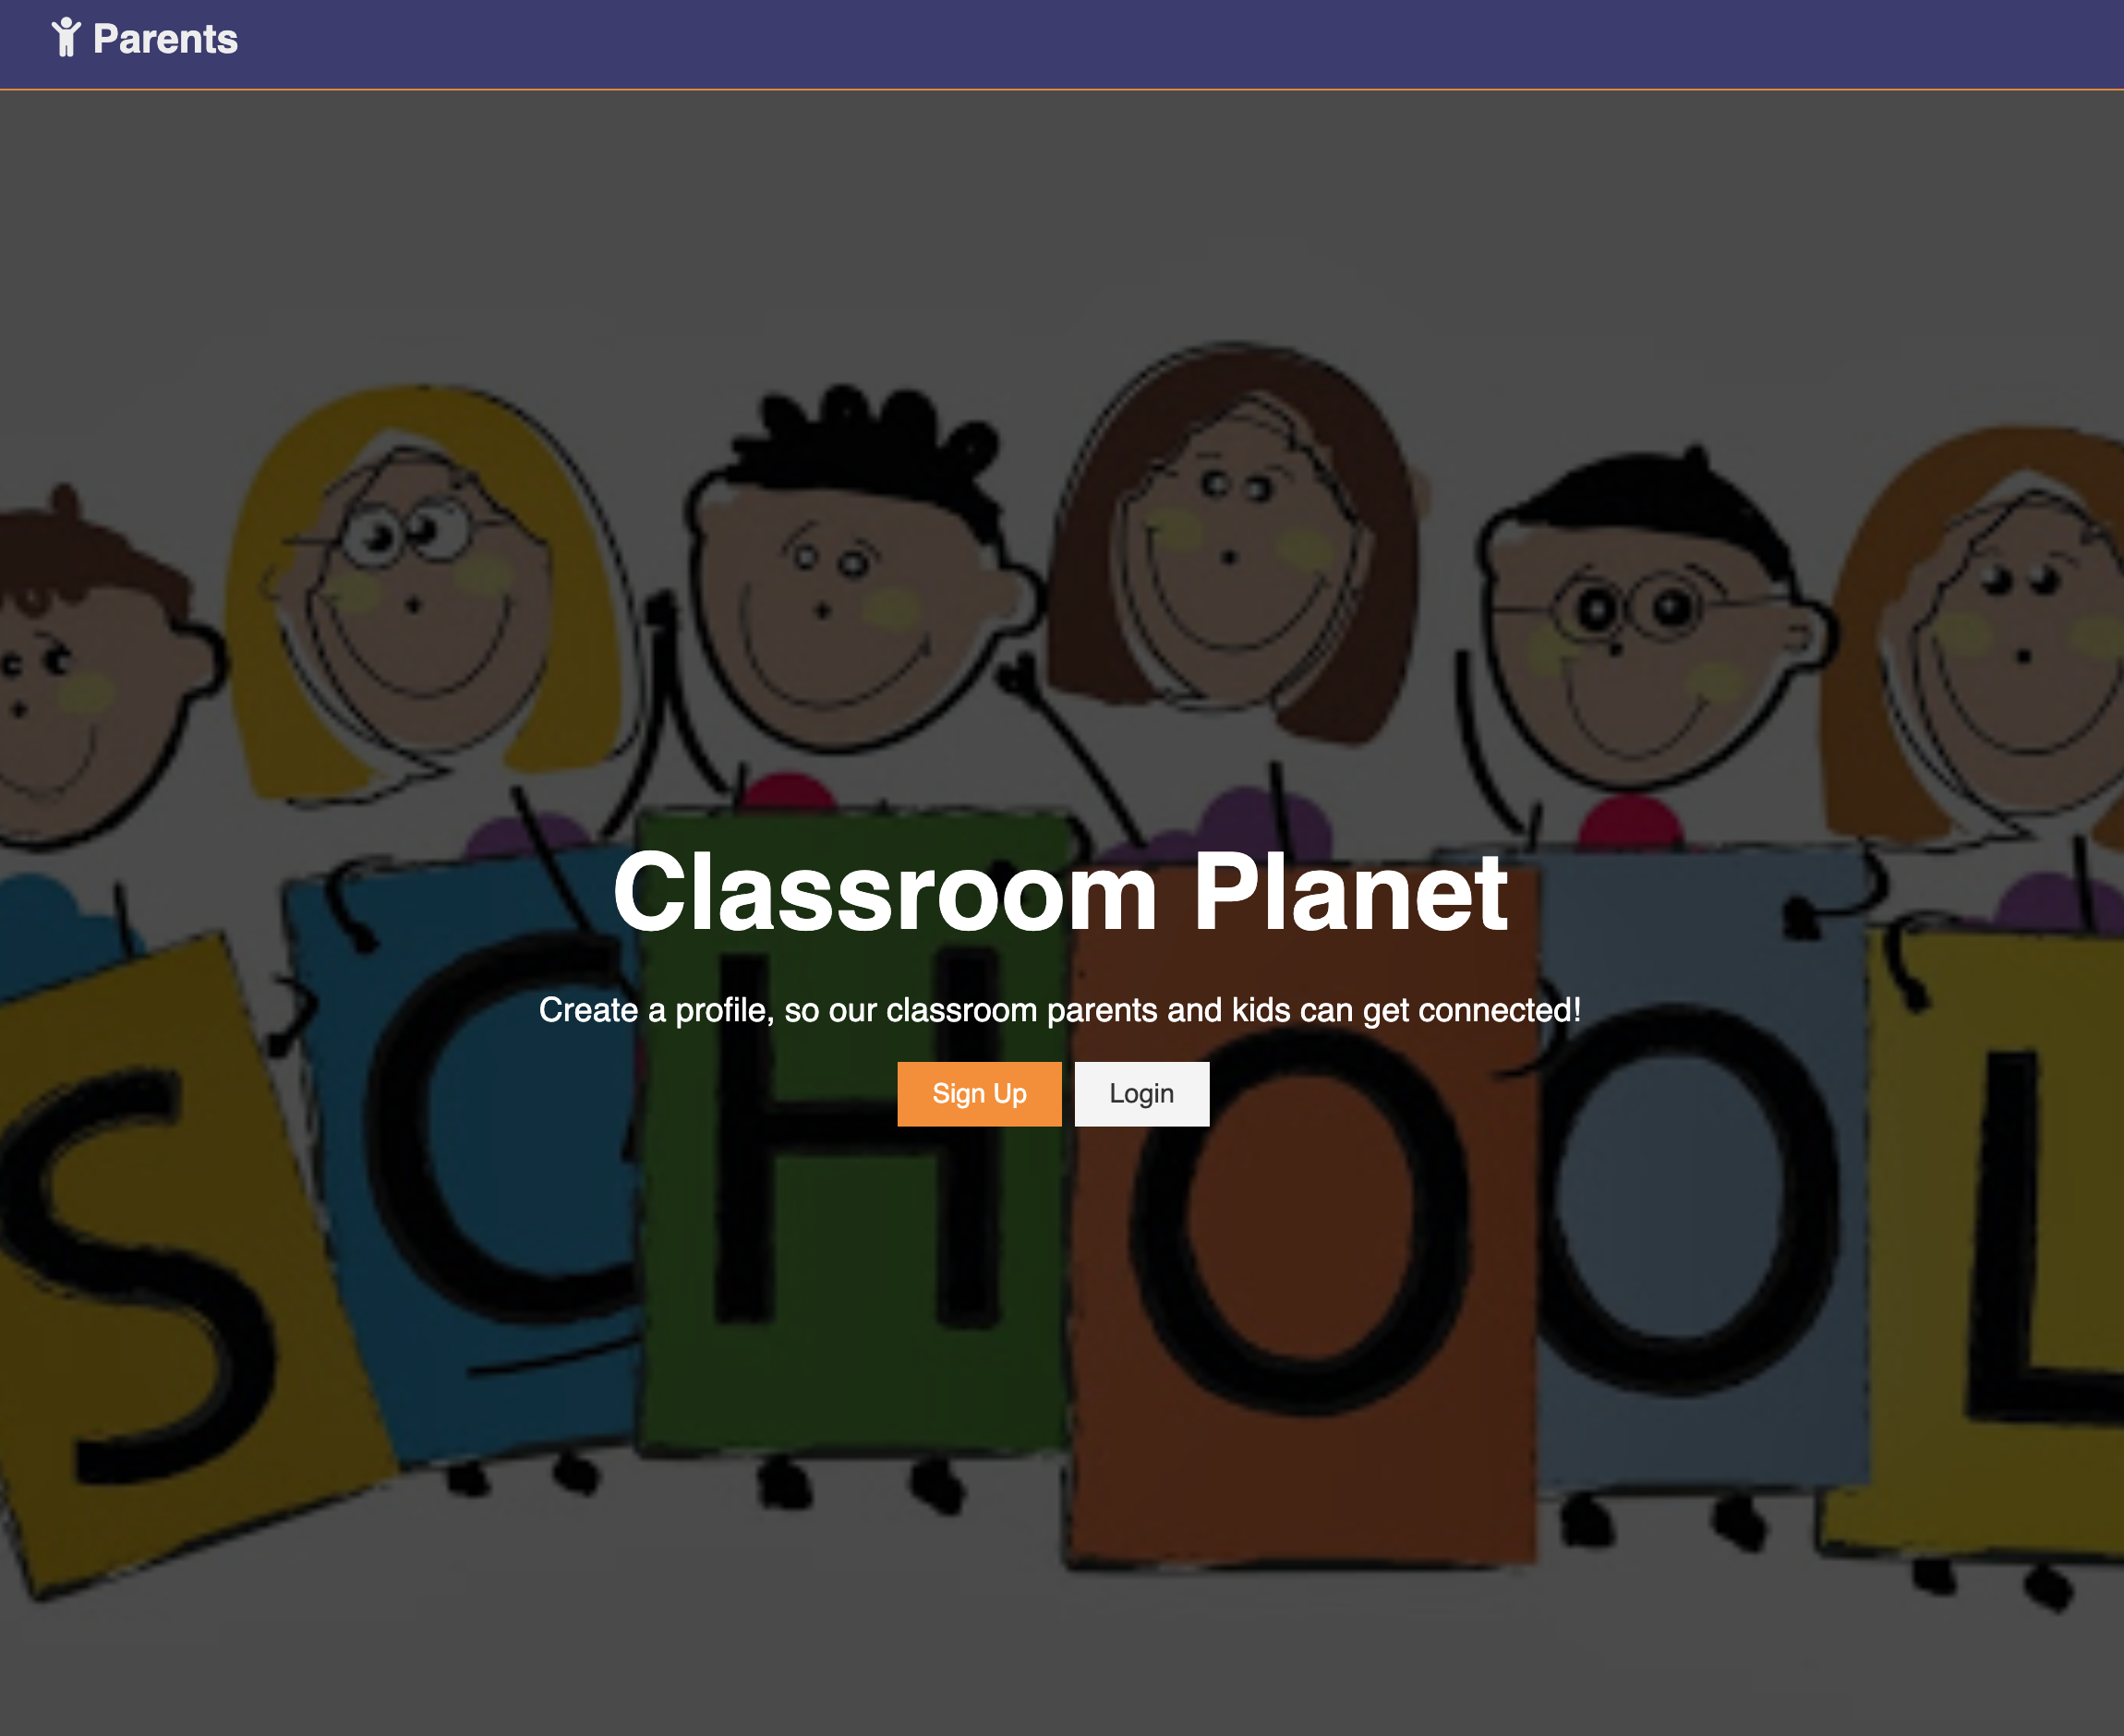 Parents
Classroom Planet
Create a profile, so our classroom parents and kids can get connected!
Sign Up
Login
SCHOOL